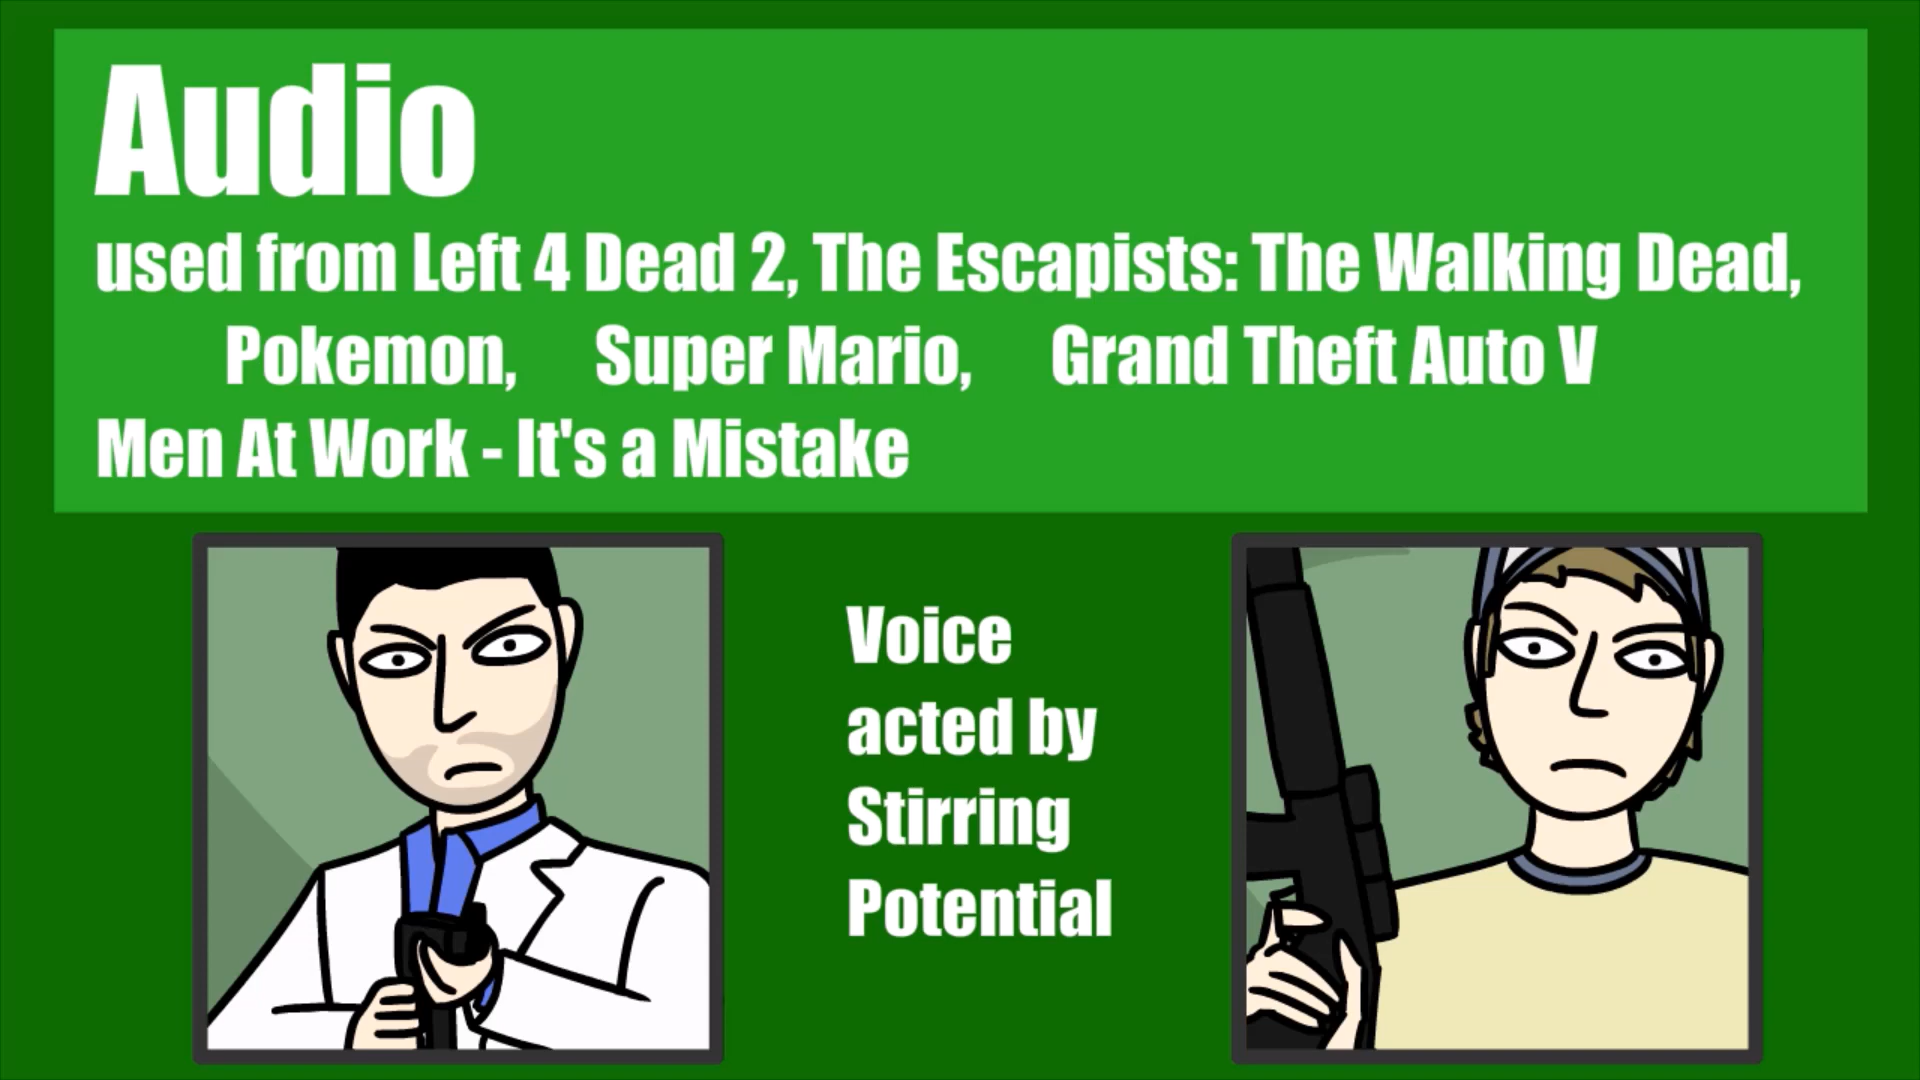 Audio
used from Left 4 Dead 2, The Escapists: The Walking Dead,
Pokemon, Super Mario, Grand Theft Auto V
Men At Work - It's a Mistake
Voice
acted by
Stirring
Potential